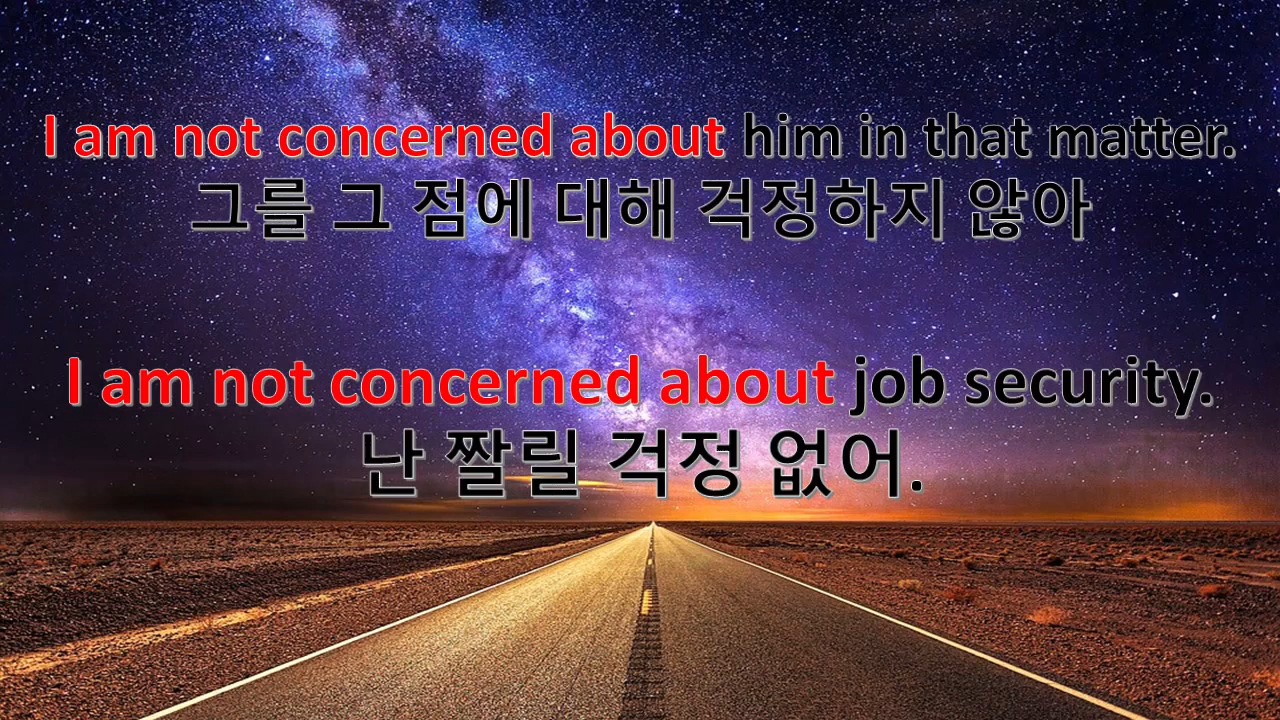 I am not concerned about him in that matter.
그를 그 점에 대해 걱정하지 않아
I am not concerned about job security.
난 짤릴 걱정 없어.